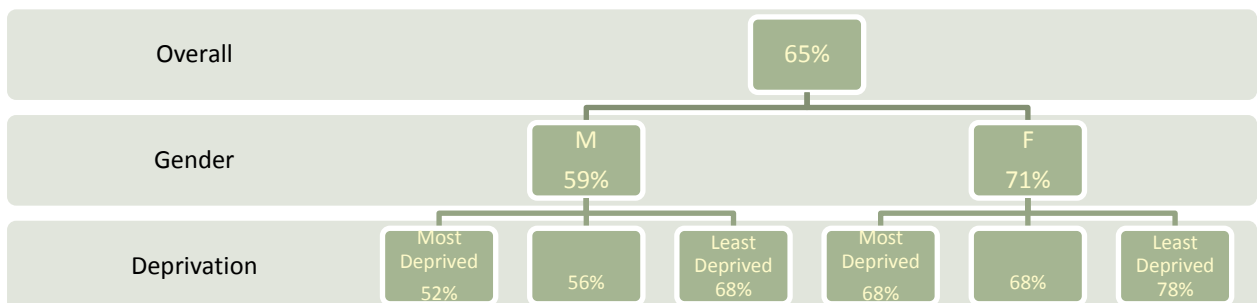 Overall
65%
Gender
M
59%
F
71%
Deprivation
Most
Deprived
52%
56%
Least
Deprived
68%
Most
Deprived
68%
68%
Least
Deprived
78%